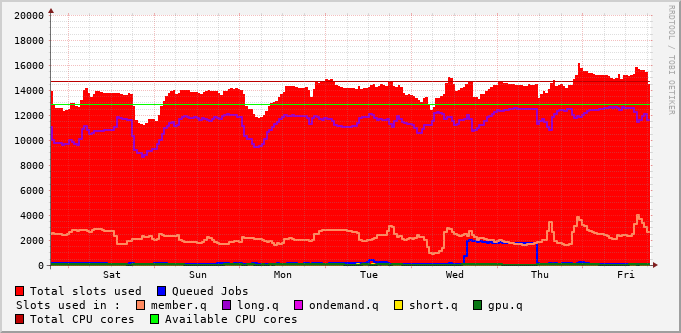 20000
18000
16000
14000
12000
10000
8000
6000
4000
2000
0
Sat Sun Mon Tue Wed Thu Fri
RRDTOOL / TOBI OETIKER
Total slots used Queued Jobs
Slots used in : member.q long.q ondemand.q short.q gpu.q
Total CPU cores Available CPU cores